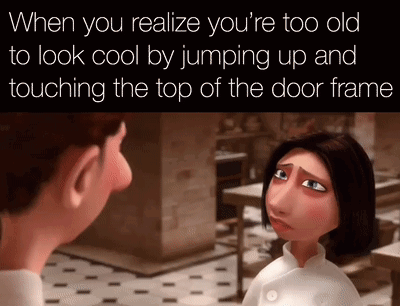 When you realize you're too old
to look cool by jumping up and
touching the top of the door frame